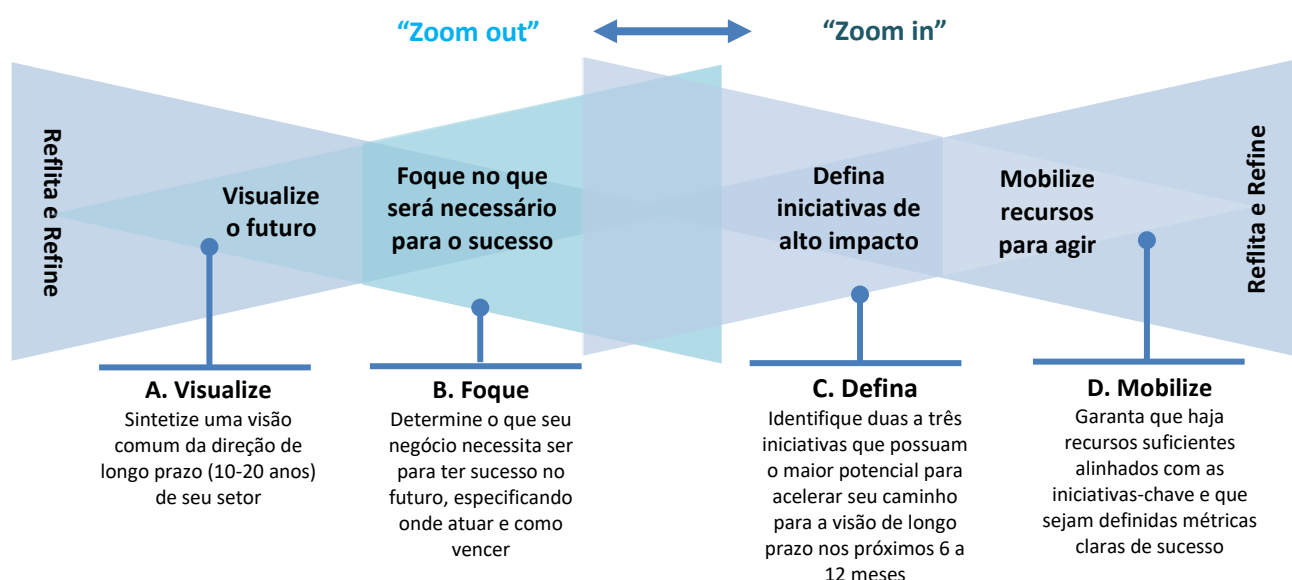 “Zoom out”
“Zoom in”
Reflita e Refine
Visualize
o futuro
Foque no que
será necessário
para o sucesso
Defina
iniciativas de
alto impacto
Mobilize
recursos
para agir
Reflita e Refine
A. Visualize
Sintetize uma visão
comum da direção de
longo prazo (10-20 anos)
de seu setor
B. Foque
Determine o que seu
negócio necessita ser
para ter sucesso no
futuro, especificando
onde atuar e como
vencer
C. Defina
Identifique duas a três
iniciativas que possuam
o maior potencial para
acelerar seu caminho
para a visão de longo
prazo nos próximos 6 a
12 meses
D. Mobilize
Garanta que haja
recursos suficientes
alinhados com as
iniciativas-chave e que
sejam definidas métricas
claras de sucesso